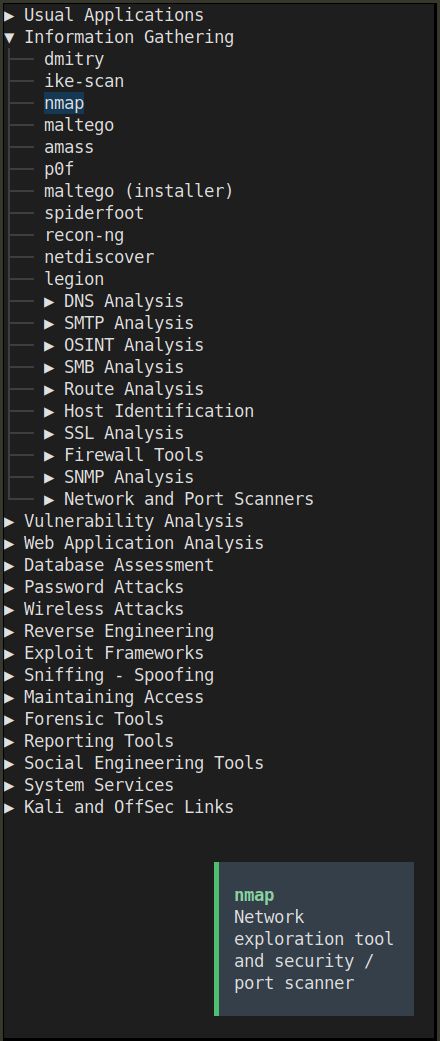 ▶ Usual Applications
▼ Information Gathering
dmitry
ike-scan
nmap
maltego
amass
p0f
maltego (installer)
spiderfoot
recon-ng
netdiscover
legion
▶ DNS Analysis
▶ SMTP Analysis
▶ OSINT Analysis
▶ SMB Analysis
▶ Route Analysis
▶ Host Identification
▶ SSL Analysis
▶ Firewall Tools
▶ SNMP Analysis
▶ Network and Port Scanners
▶ Vulnerability Analysis
▶ Web Application Analysis
▶ Database Assessment
▶ Password Attacks
▶ Wireless Attacks
▶ Reverse Engineering
▶ Exploit Frameworks
▶ Sniffing - Spoofing
▶ Maintaining Access
▶ Forensic Tools
▶ Reporting Tools
▶ Social Engineering Tools
▶ System Services
▶ Kali and OffSec Links
nmap
Network
exploration tool
and security /
port scanner